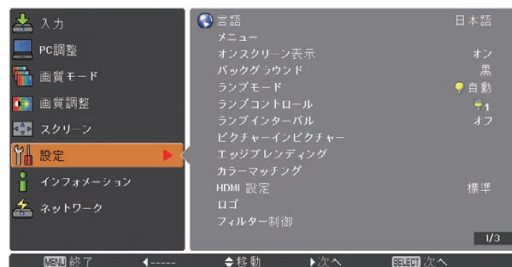 入力
PC調整
画質モード
画質調整
スクリーン
設定
インフォメーション
ネットワーク
言語 日本語
メニュー
オンスクリーン表示 オン
バックグラウンド 黒
ランプモード 自動
ランプコントロール 1
ランプインターバル オフ
ピクチャーインピクチャー
エッジブレンディング
カラーマッチング
HDMI 設定 標準
ロゴ
フィルター制御
1/3
MENU 終了 ----- 移動 次へ SELECT 次へ